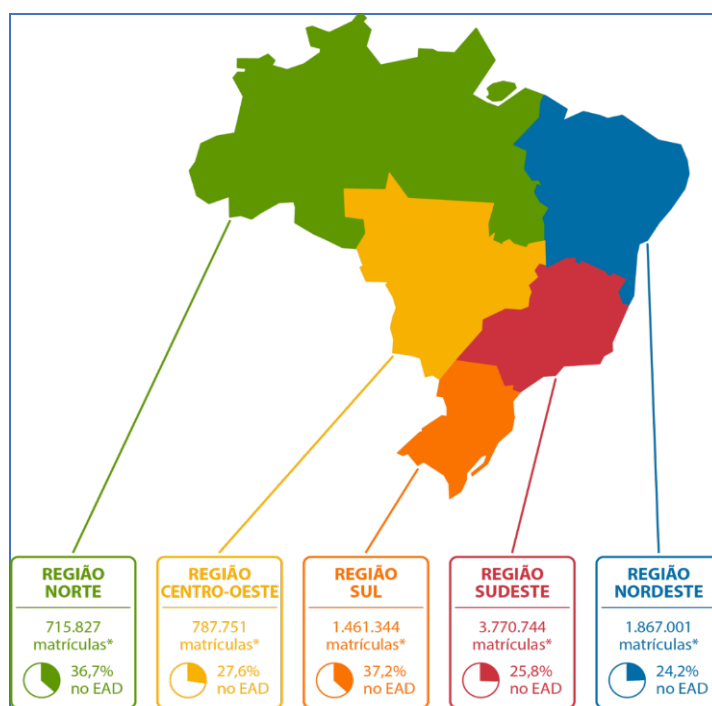 REGIÃO
NORTE
715.827
matrículas*
36,7%
no EAD
REGIÃO
CENTRO-OESTE
787.751
matrículas*
27,6%
no EAD
REGIÃO
SUL
1.461.344
matrículas*
37,2%
no EAD
REGIÃO
SUDESTE
3.770.744
matrículas*
25,8%
no EAD
REGIÃO
NORDESTE
1.867.001
matrículas*
24,2%
no EAD